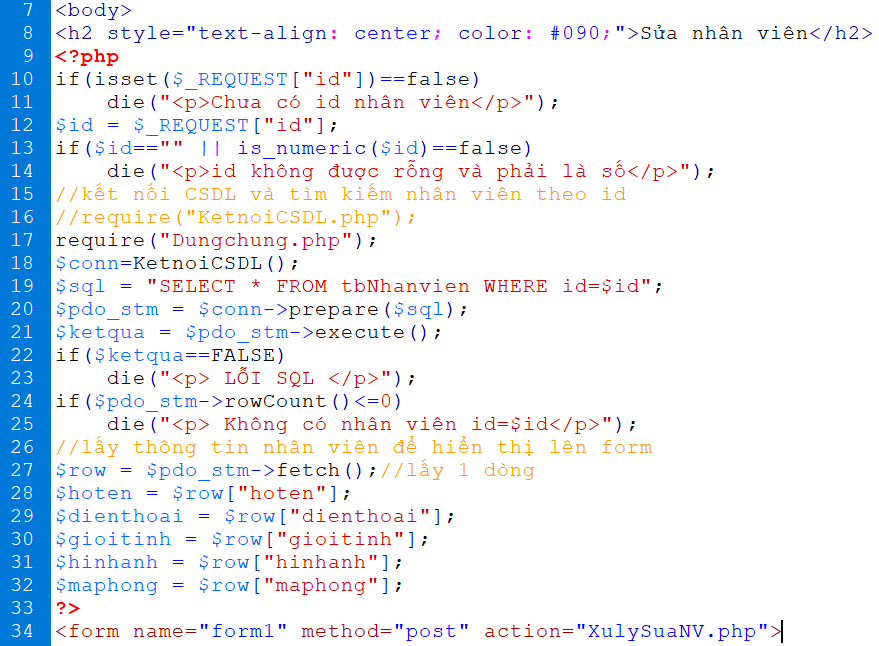 7 <body>
8 <h2 style="text-align: center; color: #090;">Sửa nhân viên</h2>
9 <?php
10 if(isset($_REQUEST["id"])==false)
11 die("<p>Chưa có id nhân viên</p>");
12 $id = $_REQUEST["id"];
13 if($id=="" || is_numeric($id)==false)
14 die("<p>id không được rỗng và phải là số</p>");
15 //kết nối CSDL và tìm kiếm nhân viên theo id
16 //require("KetnoiCSDL.php");
17 require("Dungchung.php");
18 $conn=KetnoiCSDL();
19 $sql = "SELECT * FROM tbNhanvien WHERE id=$id";
20 $pdo_stm = $conn->prepare($sql);
21 $ketqua = $pdo_stm->execute();
22 if($ketqua==FALSE)
23 die("<p> LỖI SQL </p>");
24 if($pdo_stm->rowCount()<=0)
25 die("<p> Không có nhân viên id=$id</p>");
26 //lấy thông tin nhân viên để hiển thị lên form
27 $row = $pdo_stm->fetch();//lấy 1 dòng
28 $hoten = $row["hoten"];
29 $dienthoai = $row["dienthoai"];
30 $gioitinh = $row["gioitinh"];
31 $hinhanh = $row["hinhanh"];
32 $maphong = $row["maphong"];
33 ?>
34 <form name="form1" method="post" action="XulySuaNV.php">